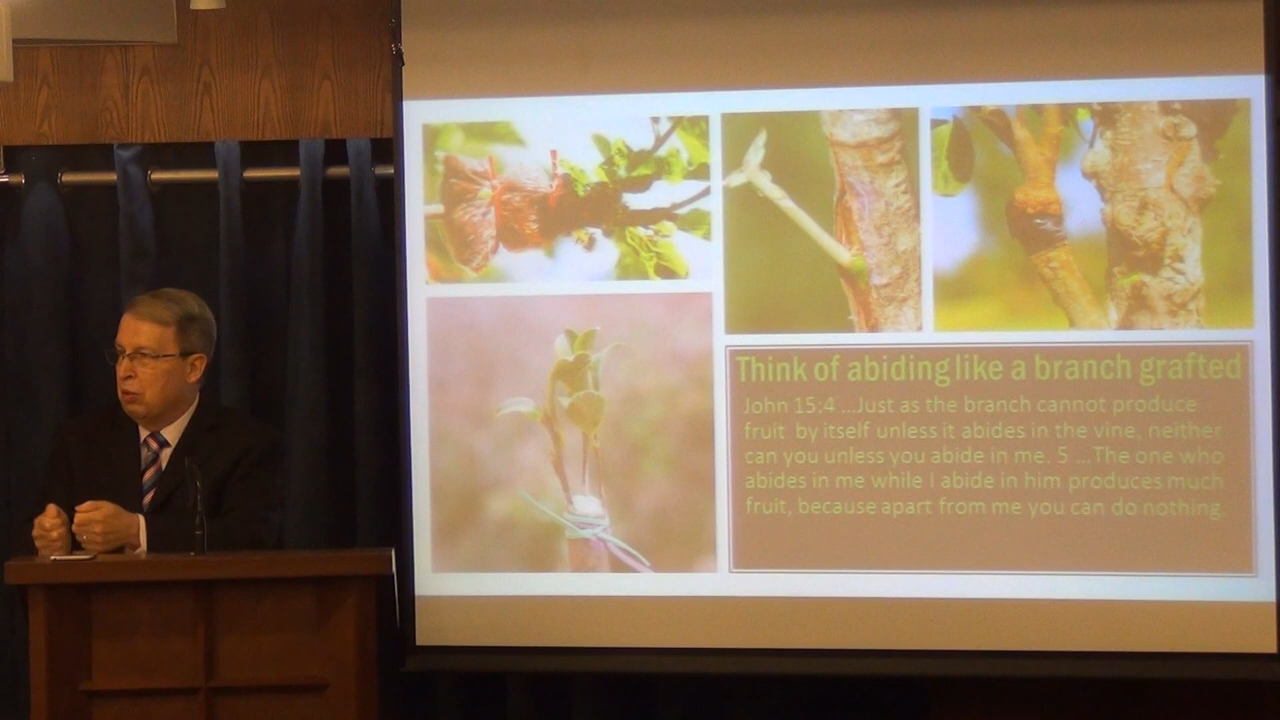 Think of abiding like a branch grafted
John 15:4 ...Just as the branch cannot produce
fruit by itself unless it abides in the vine, neither
can you unless you abide in me. 5 ...The one who
abides in me while I abide in him produces much
fruit, because apart from me you can do nothing.